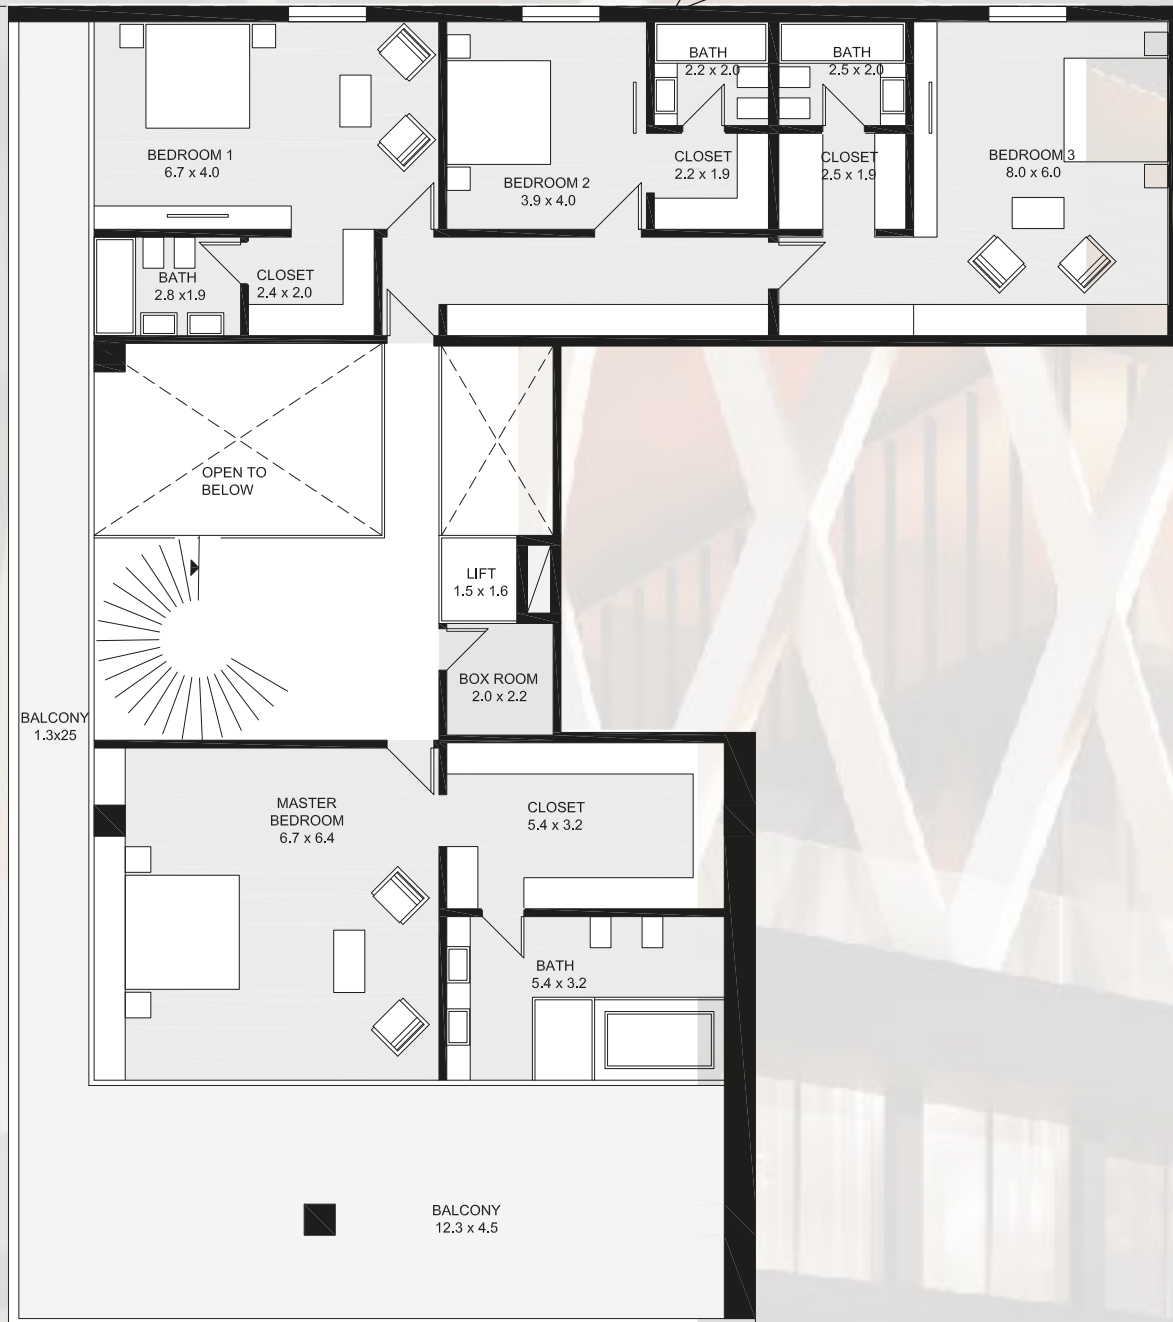 BATH
2.2 x 2.0
BATH
2.5 x 2.0
BEDROOM 1
6.7 x 4.0
BEDROOM 2
3.9 x 4.0
CLOSET
2.2 x 1.9
CLOSET
2.5 x 1.9
BEDROOM 3
8.0 x 6.0
BATH
2.8 x1.9
CLOSET
2.4 x 2.0
OPEN TO
BELOW
LIFT
1.5 x 1.6
BOX ROOM
2.0 x 2.2
BALCONY
1.3x25
MASTER
BEDROOM
6.7 x 6.4
CLOSET
5.4 x 3.2
BATH
5.4 x 3.2
BALCONY
12.3 x 4.5